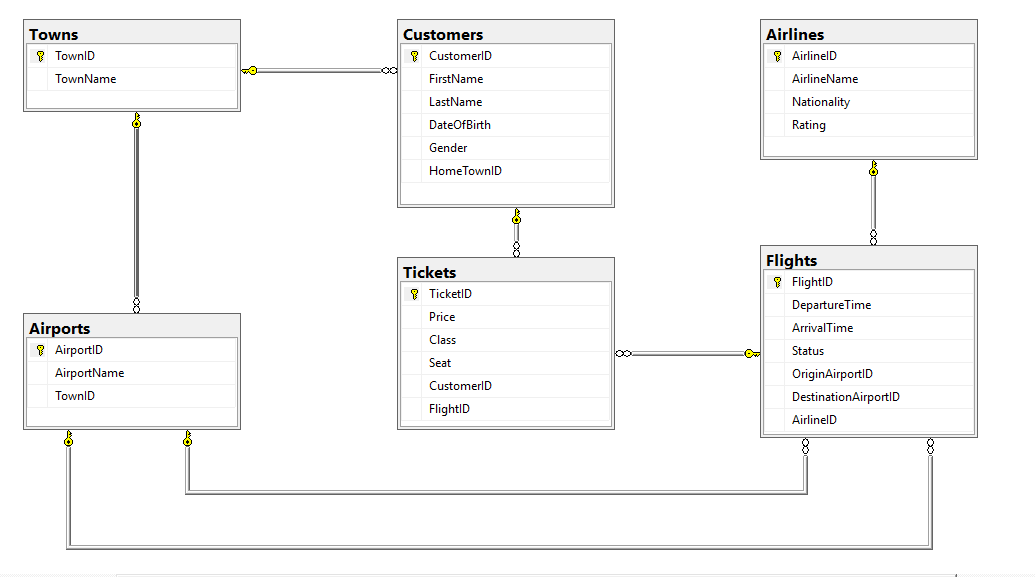 Towns
TownID
TownName
Customers
CustomerID
FirstName
LastName
DateOfBirth
Gender
HomeTownID
Airlines
AirlineID
AirlineName
Nationality
Rating
Airports
AirportID
AirportName
TownID
Tickets
TicketID
Price
Class
Seat
CustomerID
FlightID
Flights
FlightID
DepartureTime
ArrivalTime
Status
OriginAirportID
DestinationAirportID
AirlineID